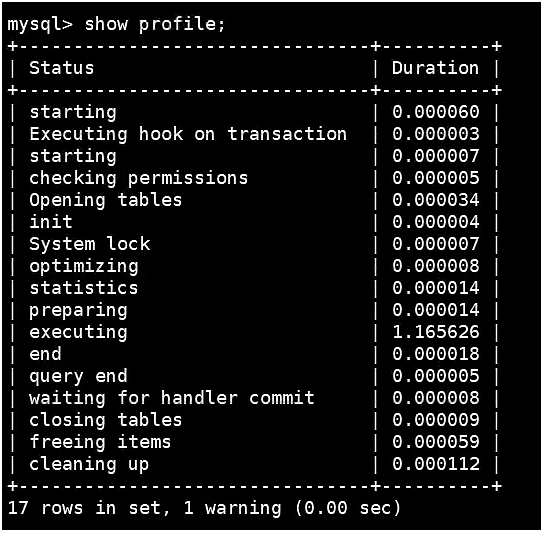 mysql> show profile;
+--------------------------------+----------+
| Status                         | Duration |
+--------------------------------+----------+
| starting                       | 0.000060 |
| Executing hook on transaction  | 0.000003 |
| starting                       | 0.000007 |
| checking permissions           | 0.000005 |
| Opening tables                 | 0.000034 |
| init                           | 0.000004 |
| System lock                    | 0.000007 |
| optimizing                     | 0.000008 |
| statistics                     | 0.000014 |
| preparing                      | 0.000014 |
| executing                      | 1.165626 |
| end                            | 0.000018 |
| query end                      | 0.000005 |
| waiting for handler commit     | 0.000008 |
| closing tables                 | 0.000009 |
| freeing items                  | 0.000059 |
| cleaning up                    | 0.000112 |
+--------------------------------+----------+
17 rows in set, 1 warning (0.00 sec)